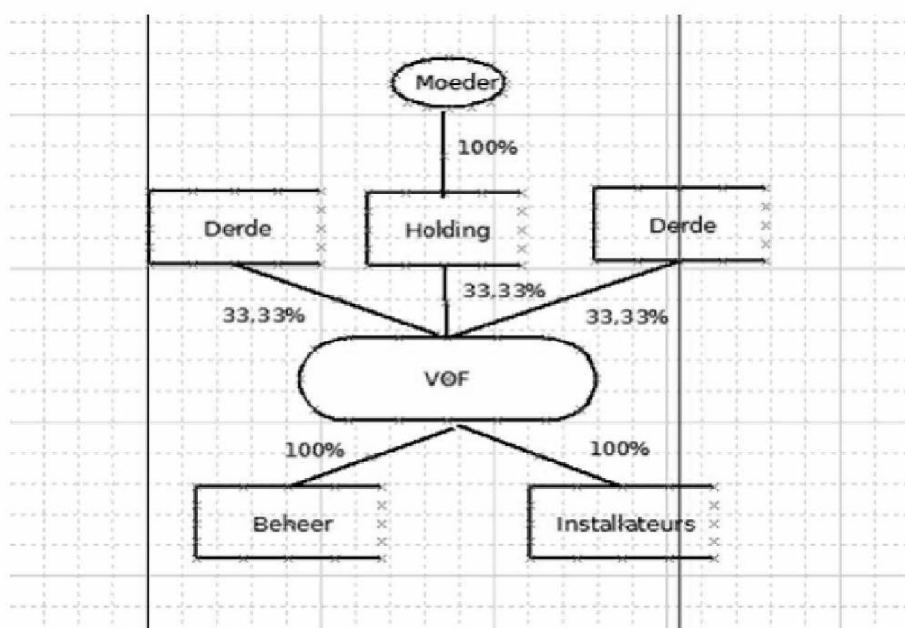 Moeder
100%
Derde
Holding
Derde
33,33%
33,33%
33,33%
VOF
100%
100%
Beheer
Installateurs